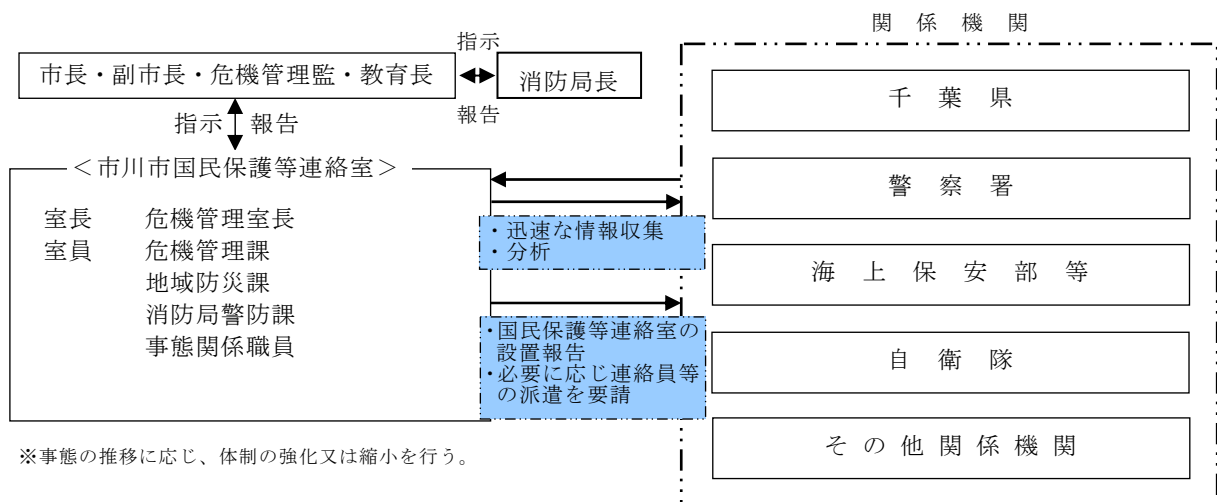 関係機関
指示
市長・副市長・危機管理監・教育長
消防局長
報告
指示 報告
＜市川市国民保護等連絡室＞
室長 危機管理室長
室員 危機管理課
地域防災課
消防局警防課
事態関係職員
・迅速な情報収集
・分析
・国民保護等連絡室の
設置報告
・必要に応じ連絡員等
の派遣を要請
千葉県
警察署
海上保安部等
自衛隊
その他関係機関
※事態の推移に応じ、体制の強化又は縮小を行う。